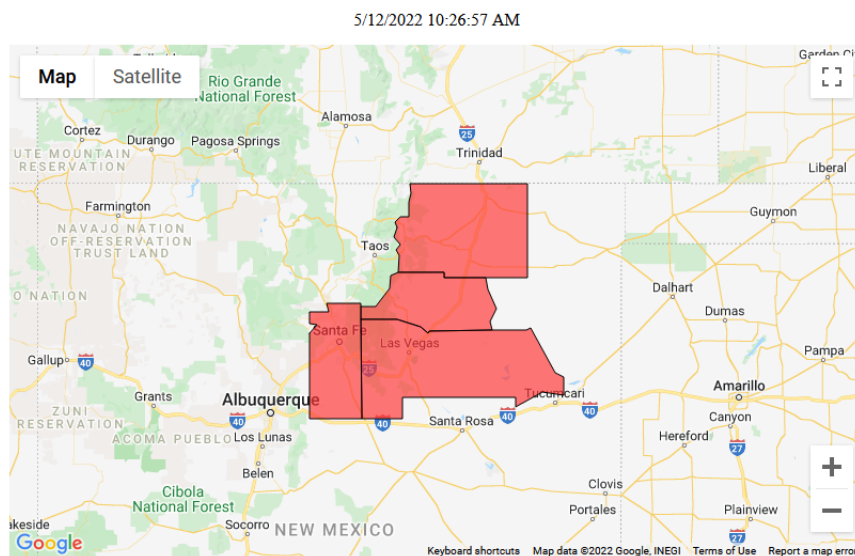 5/12/2022 10:26:57 AM
Map
Satellite
Garden City
Rio Grande
National Forest
Alamosa
Cortez
Durango
Pagosa Springs
UTE MOUNTAIN
RESERVATION
Trinidad
Liberal
Farmington
Guymon
NAVAJO NATION
OFF-RESERVATION
TRUST LAND
Taos
O NATION
Dalhart
Dumas
Santa Fe
Las Vegas
Gallup
Pampa
Grants
Albuquerque
Tucumcari
Amarillo
ZUNI
RESERVATION
ACOMA PUEBLO
Los Lunas
Santa Rosa
Canyon
Hereford
Belen
Clovis
Cibola
National Forest
Portales
Plainview
akeside
Socorro
NEW MEXICO
25
25
40
40
40
40
40
40
27
27
Google
Keyboard shortcuts
Map data ©2022 Google, INEGI
Terms of Use
Report a map error